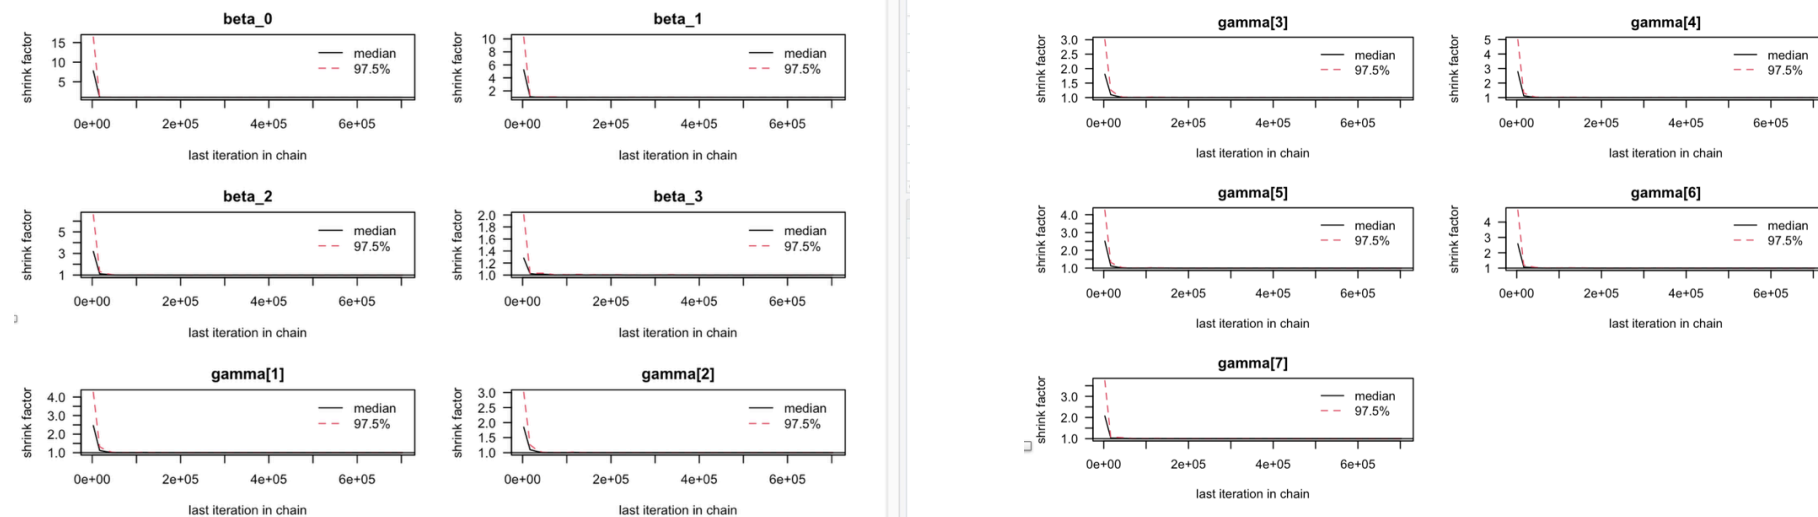 beta_0
shrink factor
15
10
5
median
97.5%
0e+00 2e+05 4e+05 6e+05
last iteration in chain
beta_1
shrink factor
10
8
6
4
2
median
97.5%
0e+00 2e+05 4e+05 6e+05
last iteration in chain
beta_2
shrink factor
5
3
1
median
97.5%
0e+00 2e+05 4e+05 6e+05
last iteration in chain
beta_3
shrink factor
2.0
1.8
1.6
1.4
1.2
1.0
median
97.5%
0e+00 2e+05 4e+05 6e+05
last iteration in chain
gamma[1]
shrink factor
4.0
3.0
2.0
1.0
median
97.5%
0e+00 2e+05 4e+05 6e+05
last iteration in chain
gamma[2]
shrink factor
3.0
2.5
2.0
1.5
1.0
median
97.5%
0e+00 2e+05 4e+05 6e+05
last iteration in chain
gamma[3]
shrink factor
3.0
2.5
2.0
1.5
1.0
median
97.5%
0e+00 2e+05 4e+05 6e+05
last iteration in chain
gamma[4]
shrink factor
5
4
3
2
1
median
97.5%
0e+00 2e+05 4e+05 6e+05
last iteration in chain
gamma[5]
shrink factor
4.0
3.0
2.0
1.0
median
97.5%
0e+00 2e+05 4e+05 6e+05
last iteration in chain
gamma[6]
shrink factor
4
3
2
1
median
97.5%
0e+00 2e+05 4e+05 6e+05
last iteration in chain
gamma[7]
shrink factor
3.0
2.0
1.0
median
97.5%
0e+00 2e+05 4e+05 6e+05
last iteration in chain